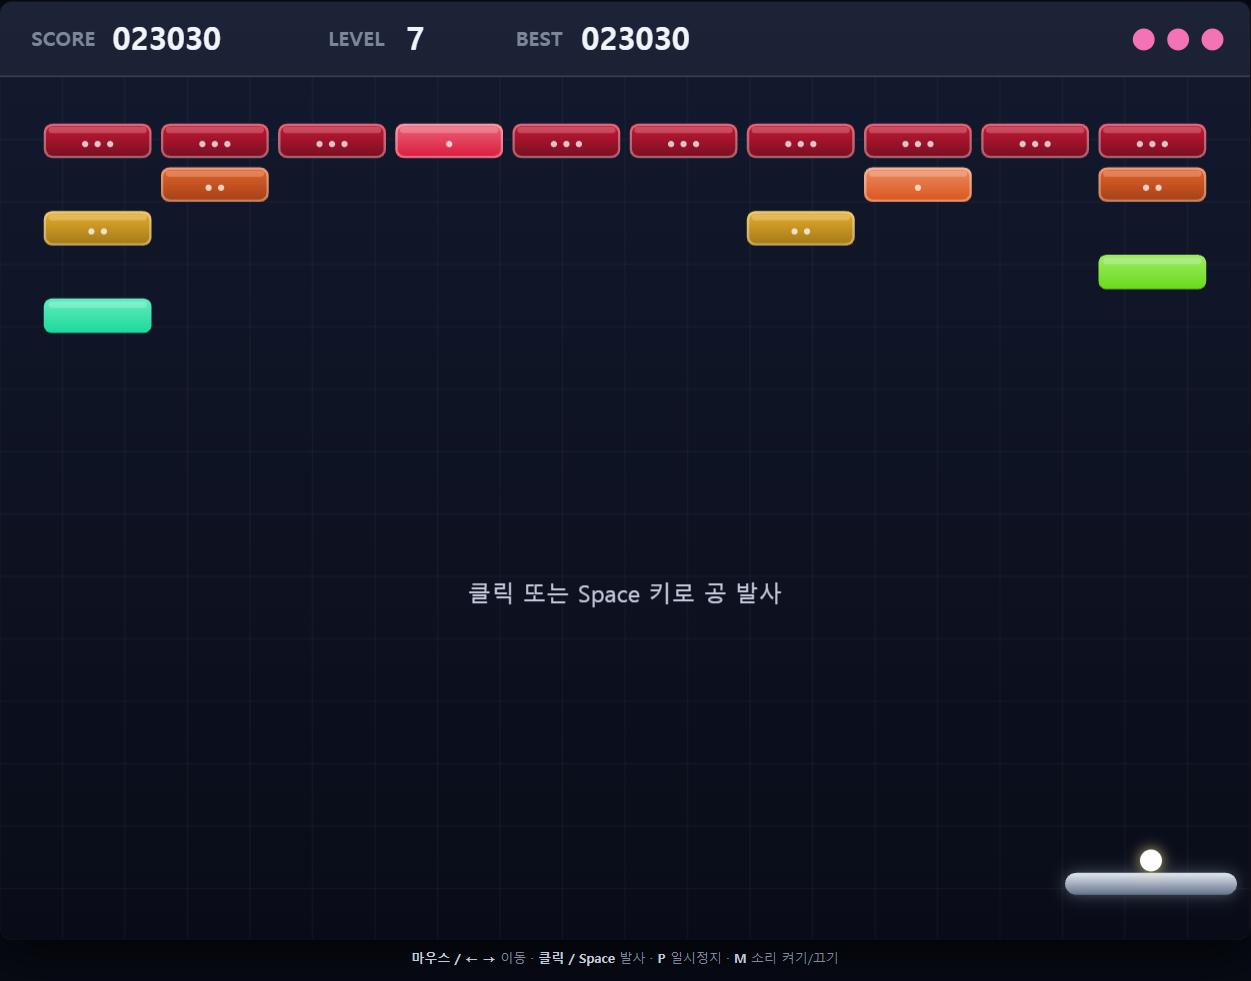 SCORE 023030 LEVEL 7 BEST 023030
클릭 또는 Space 키로 공 발사
마우스 / ← → 이동 · 클릭 / Space 발사 · P 일시정지 · M 소리 켜기/끄기